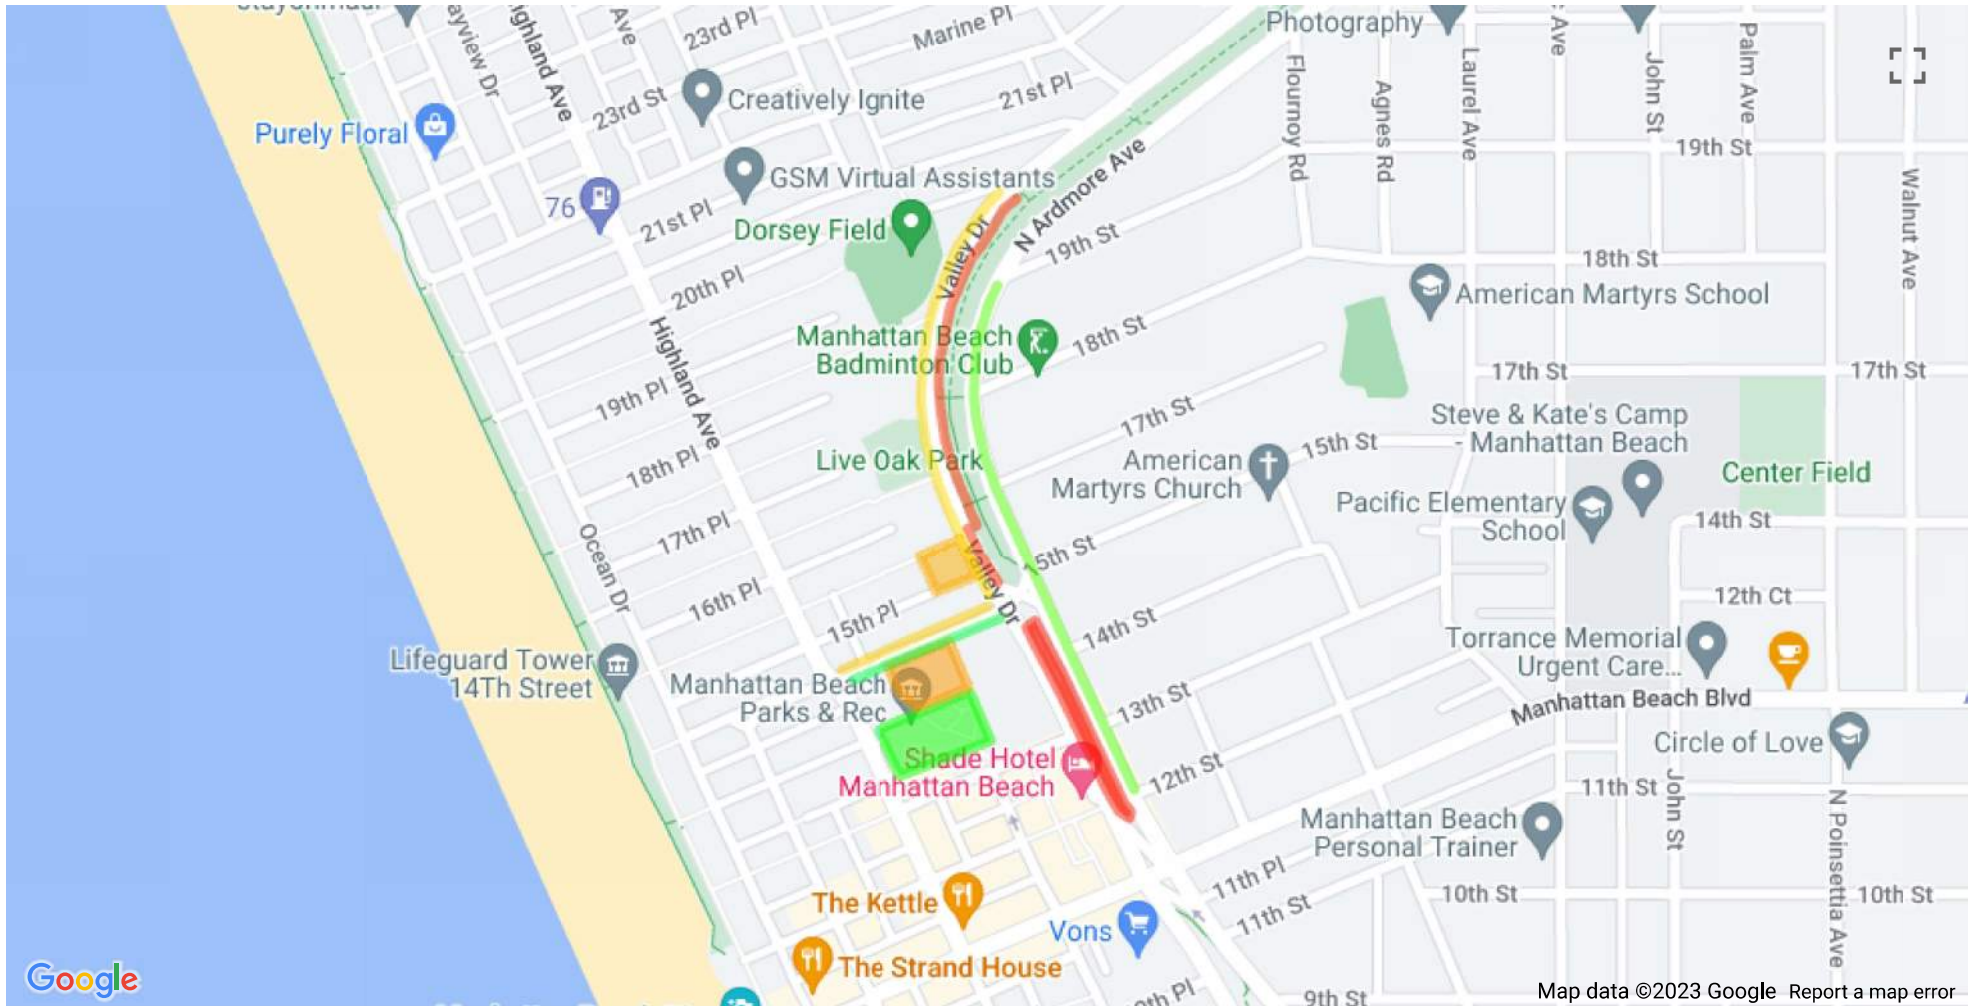 23rd Pl
Marine Pl
Photography
Highland Ave
Ave
Bayview Dr
Purely Floral
23rd St
Creatively Ignite
21st Pl
Flournoy Rd
Agnes Rd
Laurel Ave
Ave
John St
Palm Ave
19th St
Walnut Ave
76
GSM Virtual Assistants
21st Pl
Dorsey Field
Valley Dr
N Ardmore Ave
19th St
18th St
20th Pl
American Martyrs School
Highland Ave
Manhattan Beach
Badminton Club
18th St
17th St
17th St
19th Pl
17th St
Steve & Kate's Camp
- Manhattan Beach
18th Pl
Live Oak Park
American
Martyrs Church
15th St
Center Field
Pacific Elementary
School
14th St
17th Pl
Ocean Dr
Valley Dr
15th St
16th Pl
12th Ct
15th Pl
14th St
Torrance Memorial
Urgent Care...
Lifeguard Tower
14Th Street
Manhattan Beach
Parks & Rec
13th St
Manhattan Beach Blvd
Circle of Love
Shade Hotel
Manhattan Beach
12th St
11th St
John St
N Poinsettia Ave
Manhattan Beach
Personal Trainer
11th Pl
11th St
10th St
10th St
The Kettle
Vons
The Strand House
Google
9th St
Map data ©2023 Google
Report a map error